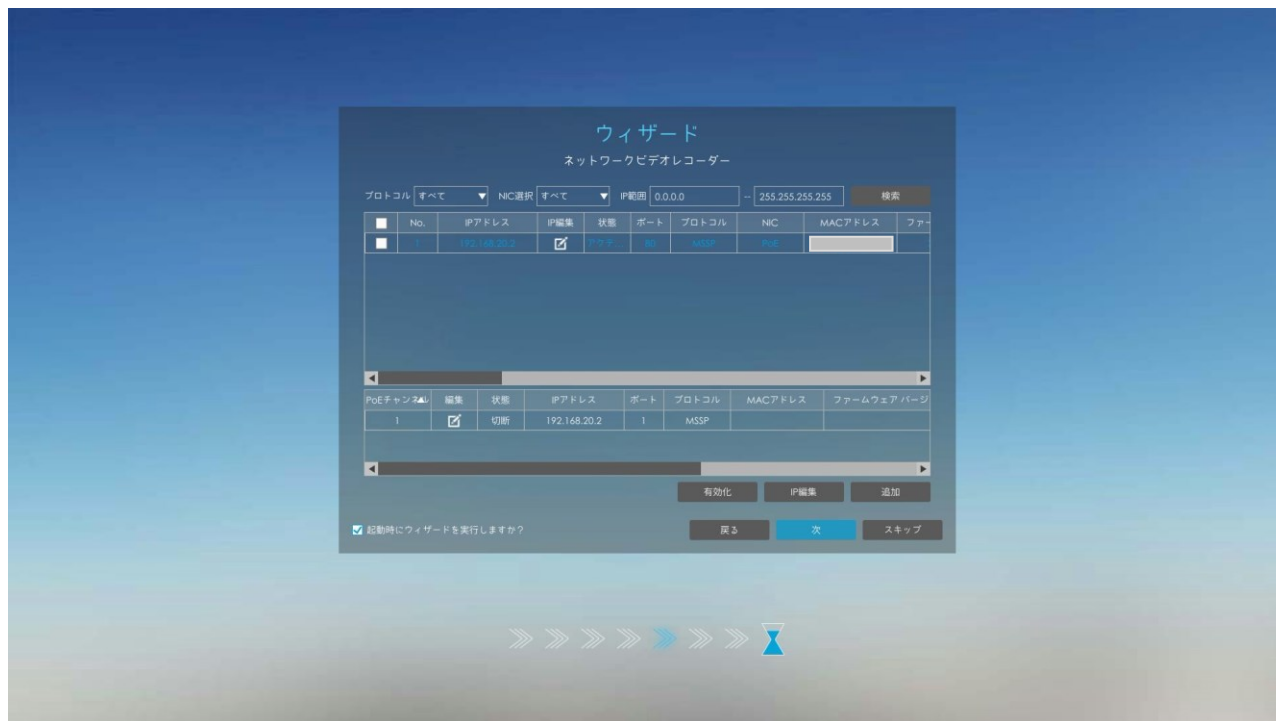 ウィザード
ネットワークビデオレコーダー
プロトコル すべて NIC選択 すべて IP範囲 0.0.0.0 -- 255.255.255.255 検索
No. IPアドレス IP編集 状態 ポート プロトコル NIC MACアドレス ファー
1 192.168.20.2 アクテ... 80 MSSP PoE
PoEチャンネル 編集 状態 IPアドレス ポート プロトコル MACアドレス ファームウェア バージ
1 切断 192.168.20.2 1 MSSP
有効化 IP編集 追加
起動時にウィザードを実行しますか？ 戻る 次 スキップ